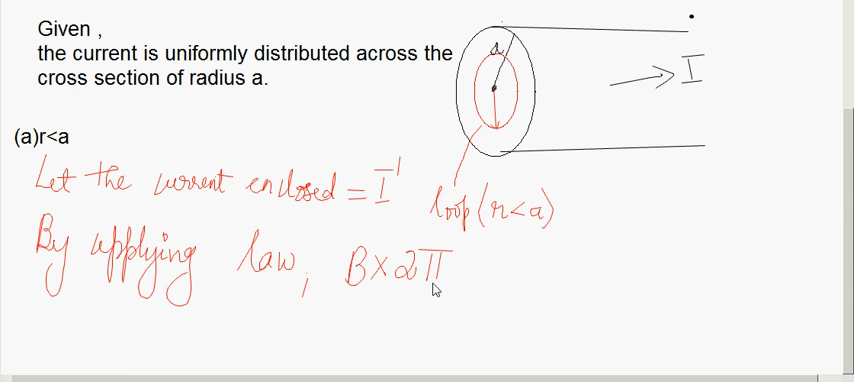 Given ,
the current is uniformly distributed across the
cross section of radius a.
a
I
(a)r<a
Let the current enclosed = I'
loop (r<a)
By applying law, B×2π